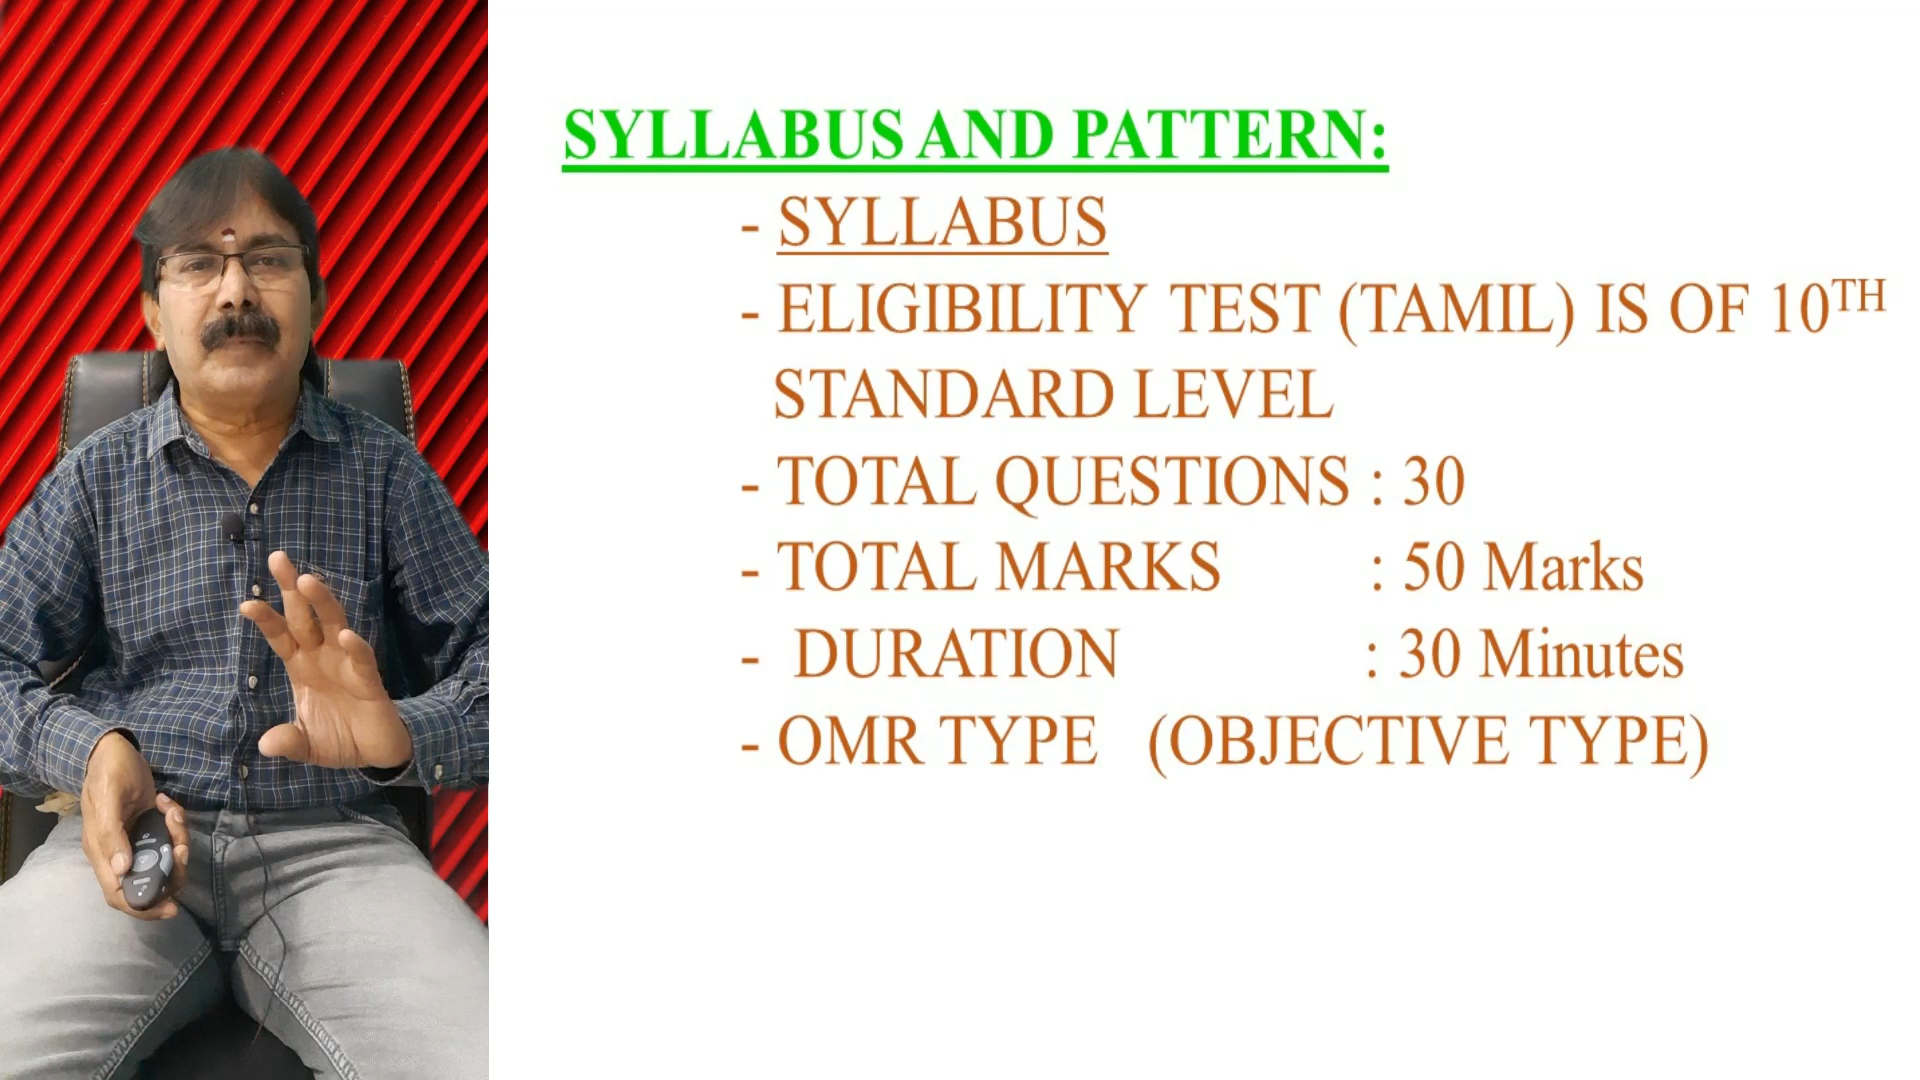 SYLLABUS AND PATTERN:
- SYLLABUS
- ELIGIBILITY TEST (TAMIL) IS OF 10TH
STANDARD LEVEL
- TOTAL QUESTIONS : 30
- TOTAL MARKS : 50 Marks
- DURATION : 30 Minutes
- OMR TYPE (OBJECTIVE TYPE)